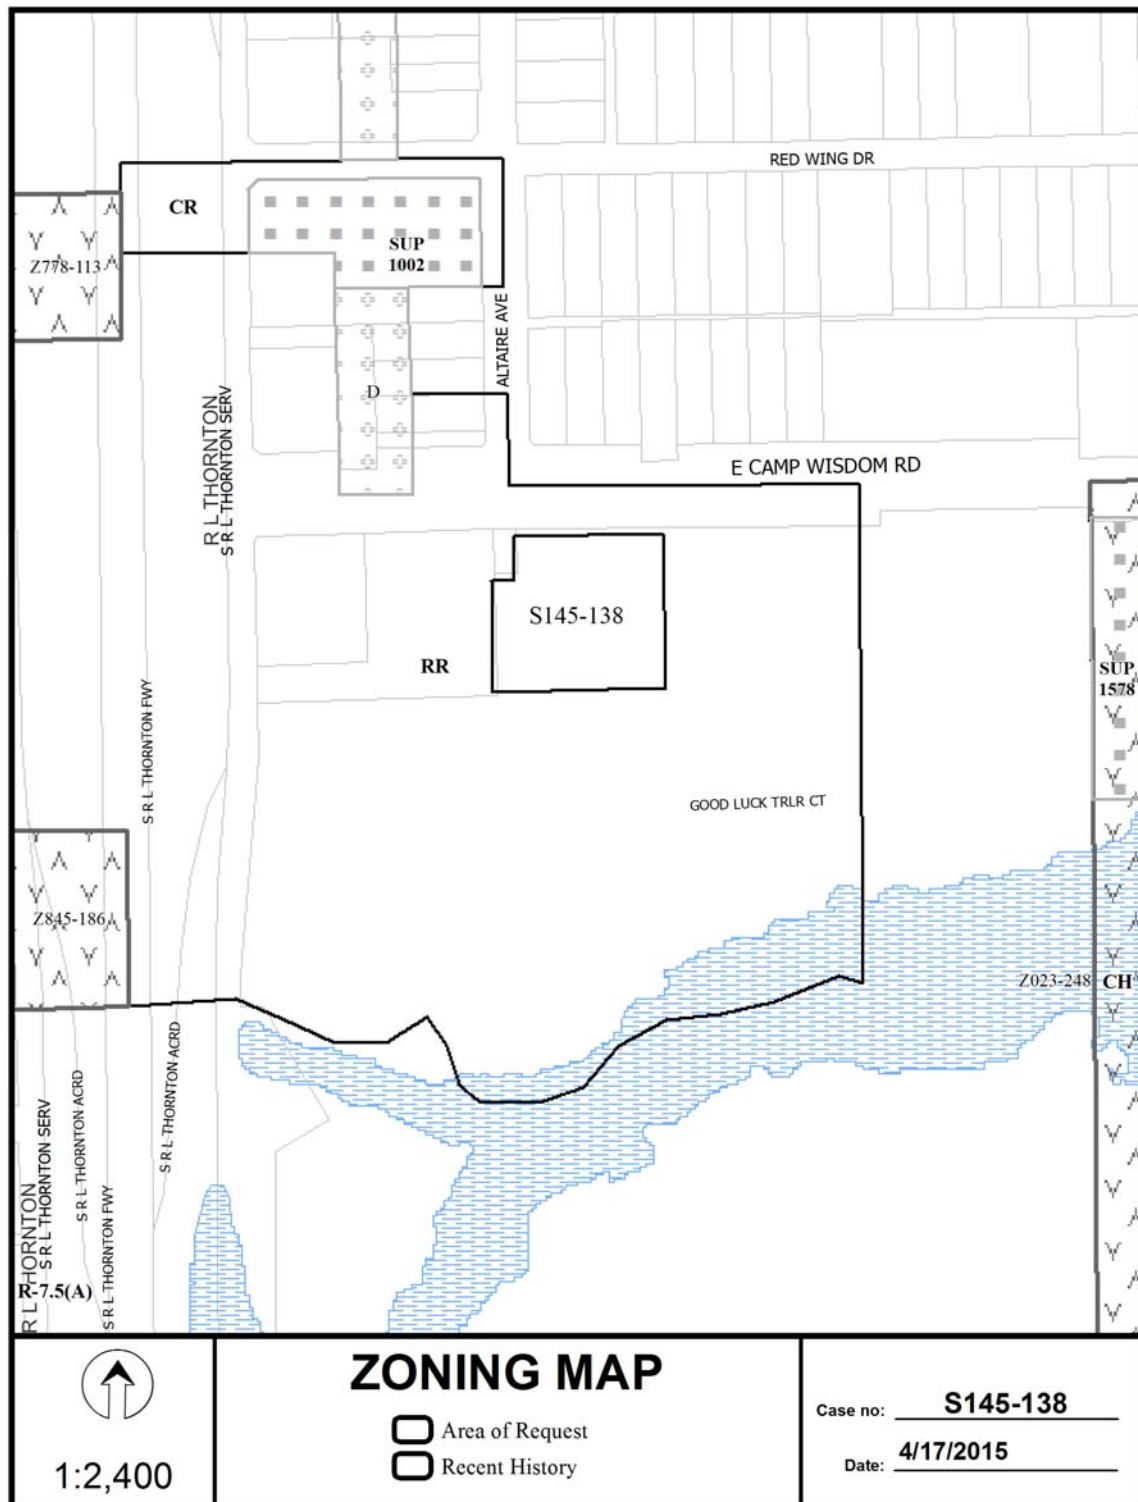 RED WING DR
CR
SUP
1002
Z778-113
ALTAIRE AVE
D
R L THORNTON
S R L THORNTON SERV
E CAMP WISDOM RD
S145-138
RR
SUP
1578
S R L THORNTON FWY
GOOD LUCK TRLR CT
Z845-186
Z023-248
CH
S R L THORNTON ACRD
S R L THORNTON ACRD
R L THORNTON
S R L THORNTON SERV
S R L THORNTON FWY
R-7.5(A)
ZONING MAP
Area of Request
Recent History
1:2,400
Case no: S145-138
Date: 4/17/2015